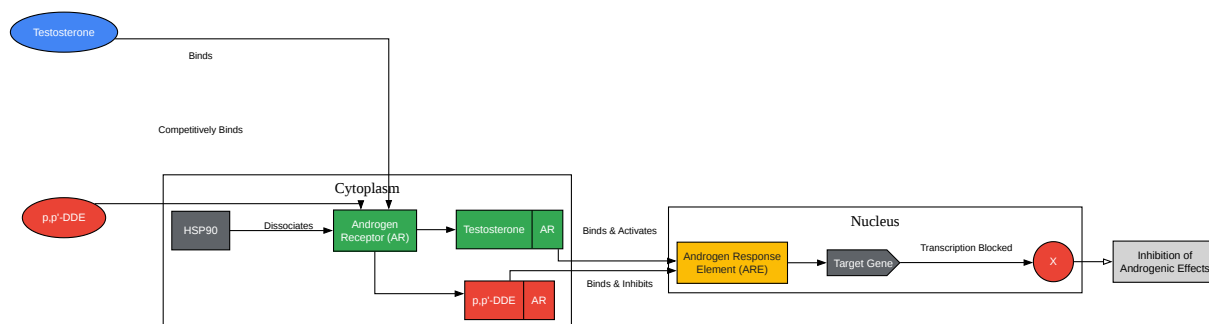 Testosterone
Binds
Competitively Binds
Cytoplasm
p,p'-DDE
HSP90
Dissociates
Androgen
Receptor (AR)
Testosterone
AR
p,p'-DDE
AR
Binds & Activates
Binds & Inhibits
Nucleus
Androgen Response
Element (ARE)
Target Gene
Transcription Blocked
X
Inhibition of
Androgenic Effects